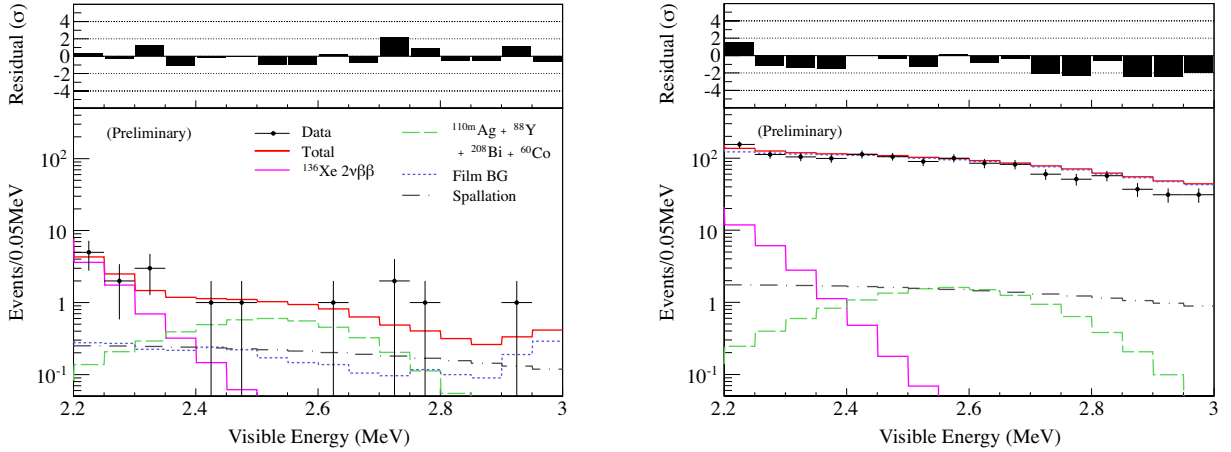 Residual (σ)
4
2
0
-2
-4
Events/0.05MeV
10²
10
1
10⁻¹
(Preliminary)
Data
Total
¹³⁶Xe 2νββ
¹¹⁰ᵐAg + ⁸⁸Y
+ ²⁰⁸Bi + ⁶⁰Co
Film BG
Spallation
2.2 2.4 2.6 2.8 3
Visible Energy (MeV)
Residual (σ)
4
2
0
-2
-4
Events/0.05MeV
10²
10
1
10⁻¹
(Preliminary)
2.2 2.4 2.6 2.8 3
Visible Energy (MeV)